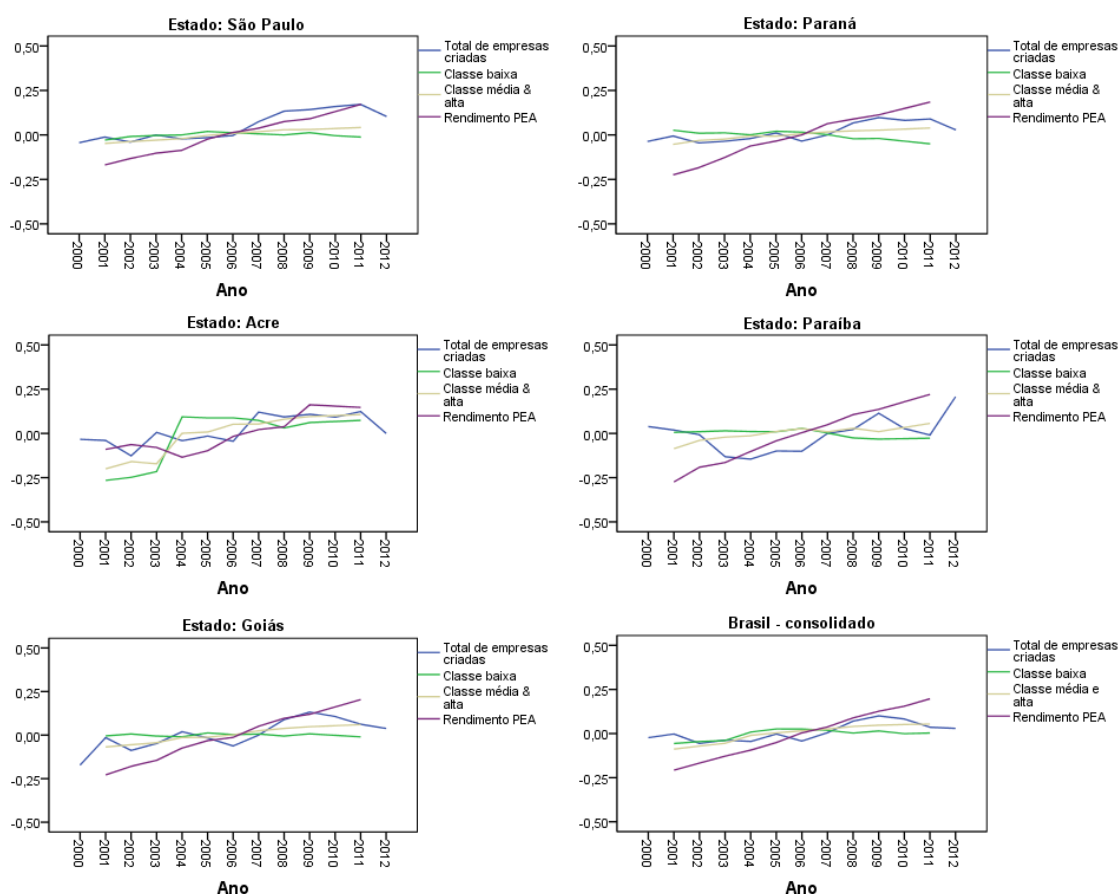 Estado: São Paulo
0,50
0,25
0,00
-0,25
-0,50
Total de empresas
criadas
Classe baixa
Classe média &
alta
Rendimento PEA
2000
2001
2002
2003
2004
2005
2006
2007
2008
2009
2010
2011
2012
Ano
Estado: Paraná
0,50
0,25
0,00
-0,25
-0,50
Total de empresas
criadas
Classe baixa
Classe média &
alta
Rendimento PEA
2000
2001
2002
2003
2004
2005
2006
2007
2008
2009
2010
2011
2012
Ano
Estado: Acre
0,50
0,25
0,00
-0,25
-0,50
Total de empresas
criadas
Classe baixa
Classe média &
alta
Rendimento PEA
2000
2001
2002
2003
2004
2005
2006
2007
2008
2009
2010
2011
2012
Ano
Estado: Paraíba
0,50
0,25
0,00
-0,25
-0,50
Total de empresas
criadas
Classe baixa
Classe média &
alta
Rendimento PEA
2000
2001
2002
2003
2004
2005
2006
2007
2008
2009
2010
2011
2012
Ano
Estado: Goiás
0,50
0,25
0,00
-0,25
-0,50
Total de empresas
criadas
Classe baixa
Classe média &
alta
Rendimento PEA
2000
2001
2002
2003
2004
2005
2006
2007
2008
2009
2010
2011
2012
Ano
Brasil - consolidado
0,50
0,25
0,00
-0,25
-0,50
Total de empresas
criadas
Classe baixa
Classe média e
alta
Rendimento PEA
2000
2001
2002
2003
2004
2005
2006
2007
2008
2009
2010
2011
2012
Ano